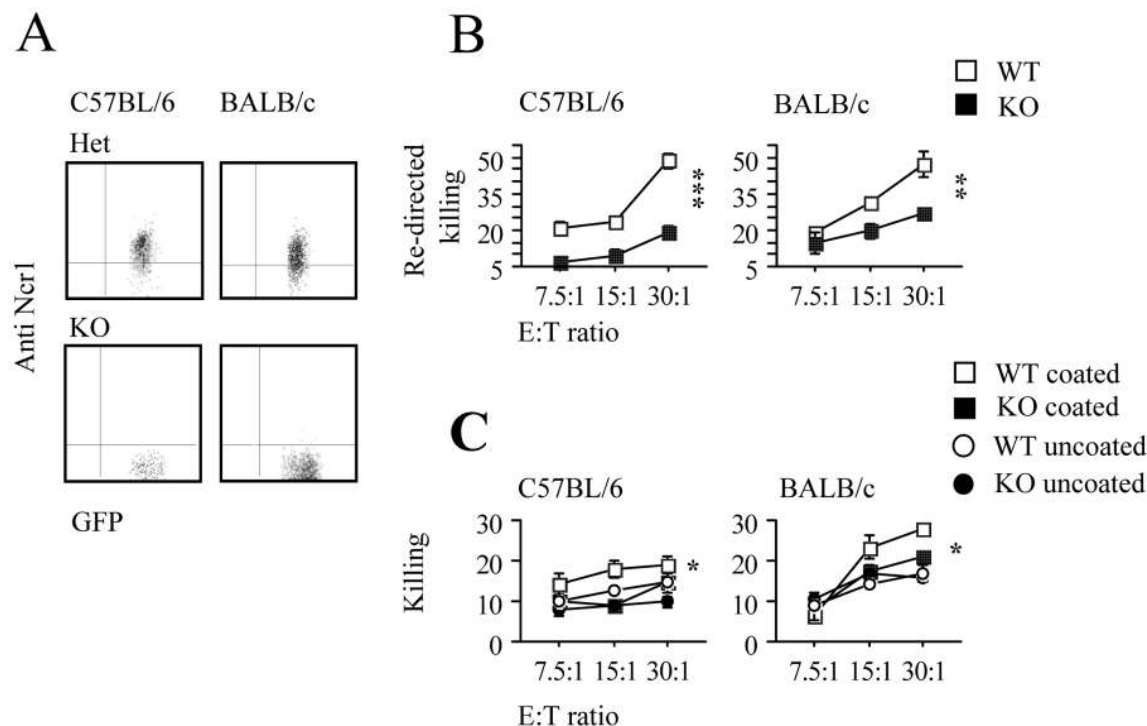 A
C57BL/6 BALB/c
Het
KO
Anti Ncr1
GFP
B
WT
KO
C57BL/6 BALB/c
Re-directed
killing
50
35
20
5
7.5:1 15:1 30:1
***
50
35
20
5
7.5:1 15:1 30:1
**
E:T ratio
C
WT coated
KO coated
WT uncoated
KO uncoated
C57BL/6 BALB/c
Killing
30
20
10
0
7.5:1 15:1 30:1
*
30
20
10
0
7.5:1 15:1 30:1
*
E:T ratio